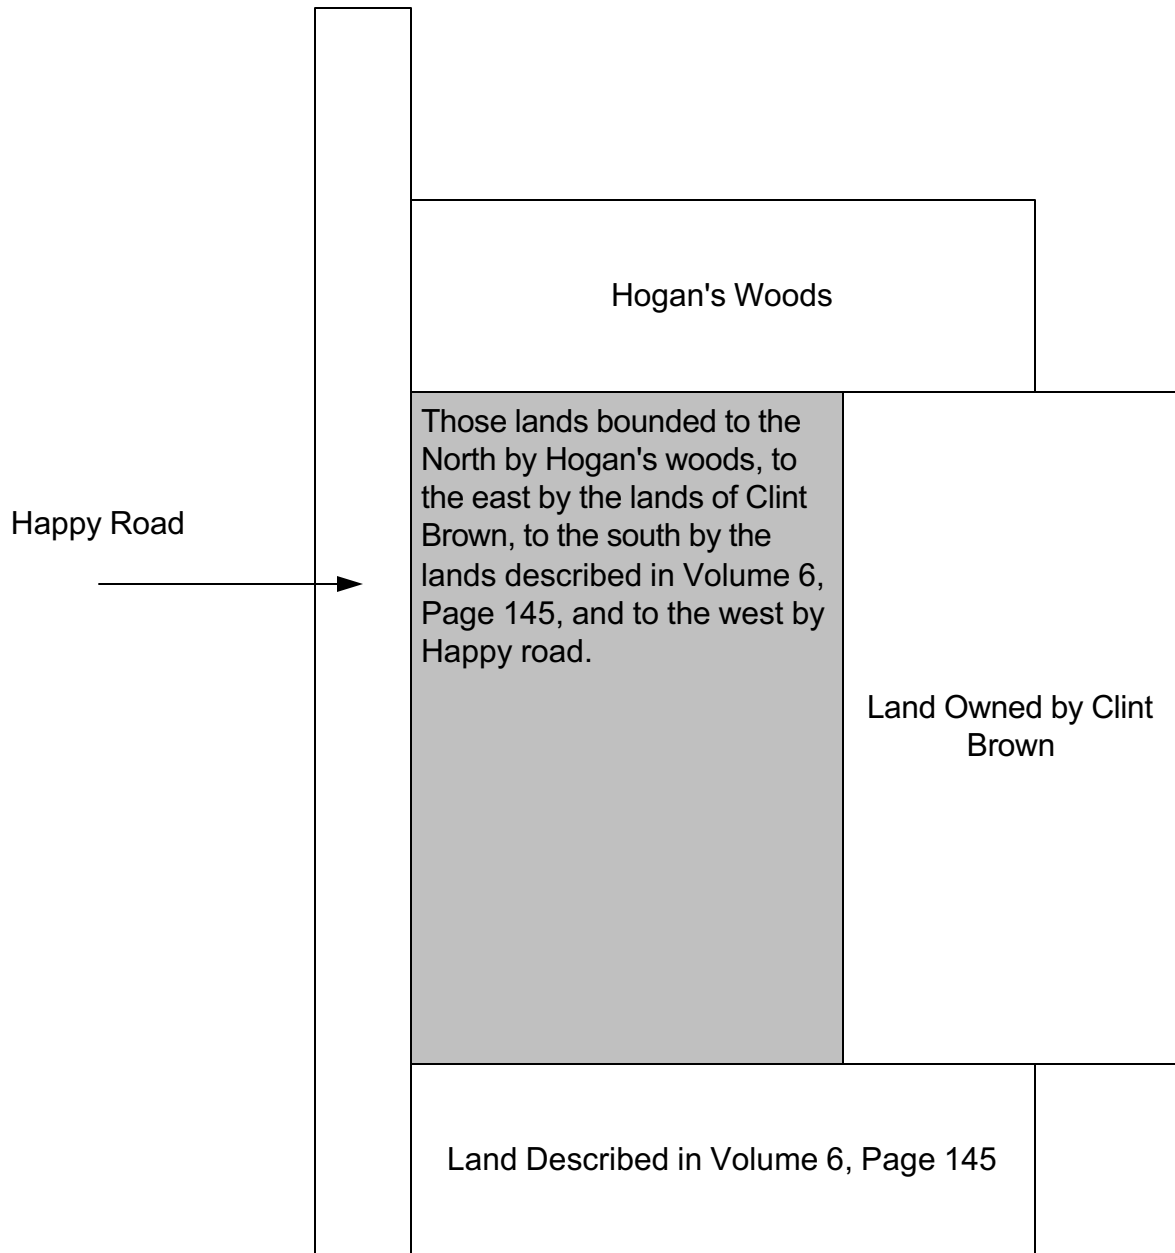 Hogan's Woods
Those lands bounded to the
North by Hogan's woods, to
the east by the lands of Clint
Brown, to the south by the
lands described in Volume 6,
Page 145, and to the west by
Happy road.
Happy Road
Land Owned by Clint
Brown
Land Described in Volume 6, Page 145